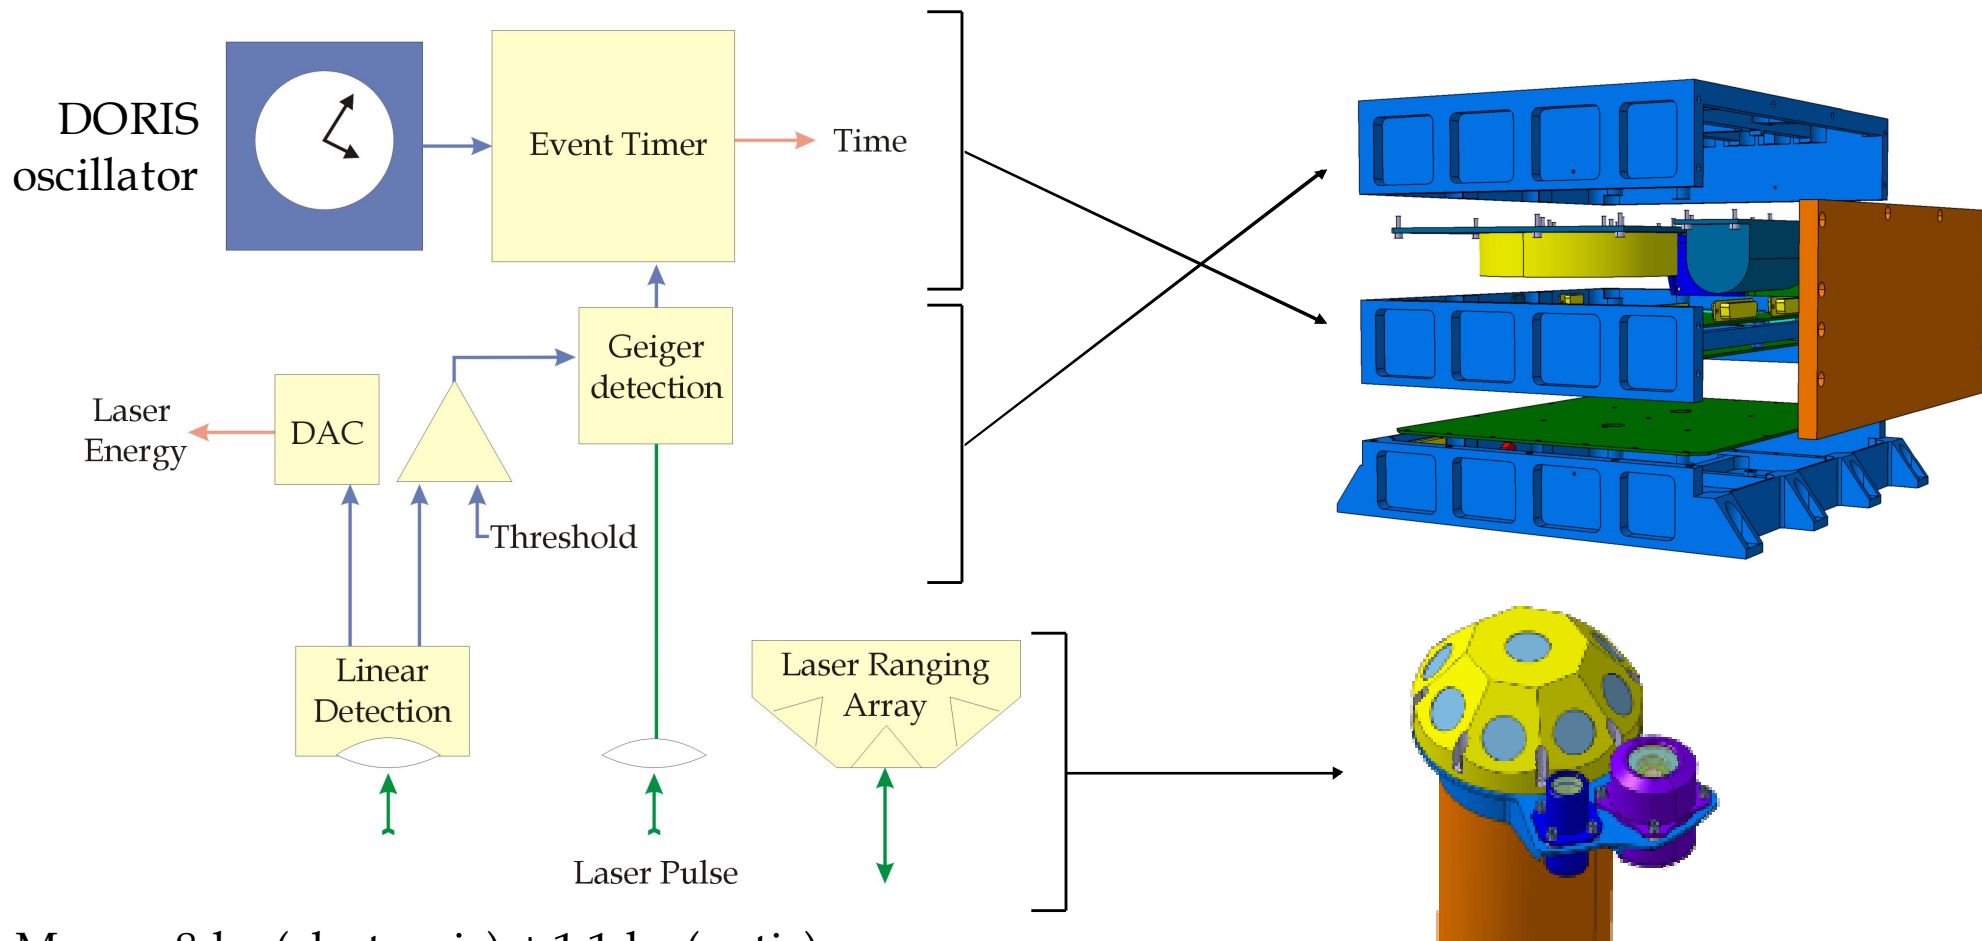 DORIS
oscillator
Event Timer
Time
Geiger
detection
Laser
Energy
DAC
Threshold
Linear
Detection
Laser Ranging
Array
Laser Pulse